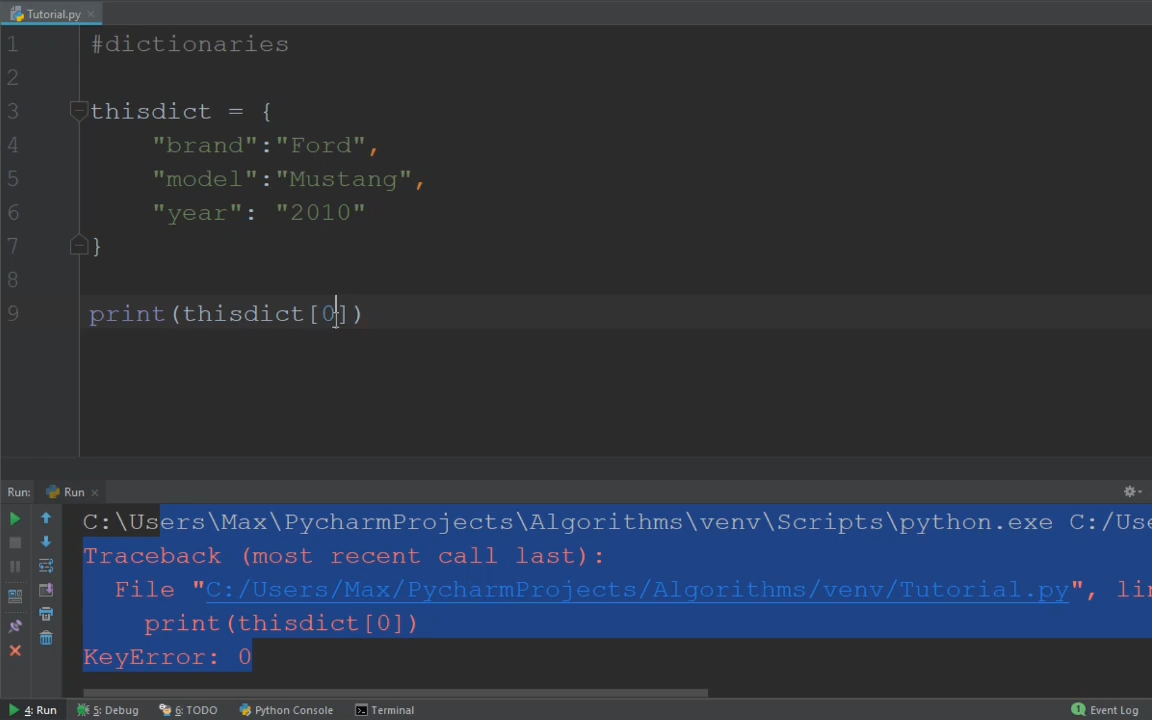 Tutorial.py
1 #dictionaries
2
3 thisdict = {
4 "brand":"Ford",
5 "model":"Mustang",
6 "year": "2010"
7 }
8
9 print(thisdict[0])
Run: Run
C:\Users\Max\PycharmProjects\Algorithms\venv\Scripts\python.exe C:/Use
Traceback (most recent call last):
File "C:/Users/Max/PycharmProjects/Algorithms/venv/Tutorial.py", lin
print(thisdict[0])
KeyError: 0
4: Run 5: Debug 6: TODO Python Console Terminal 1 Event Log